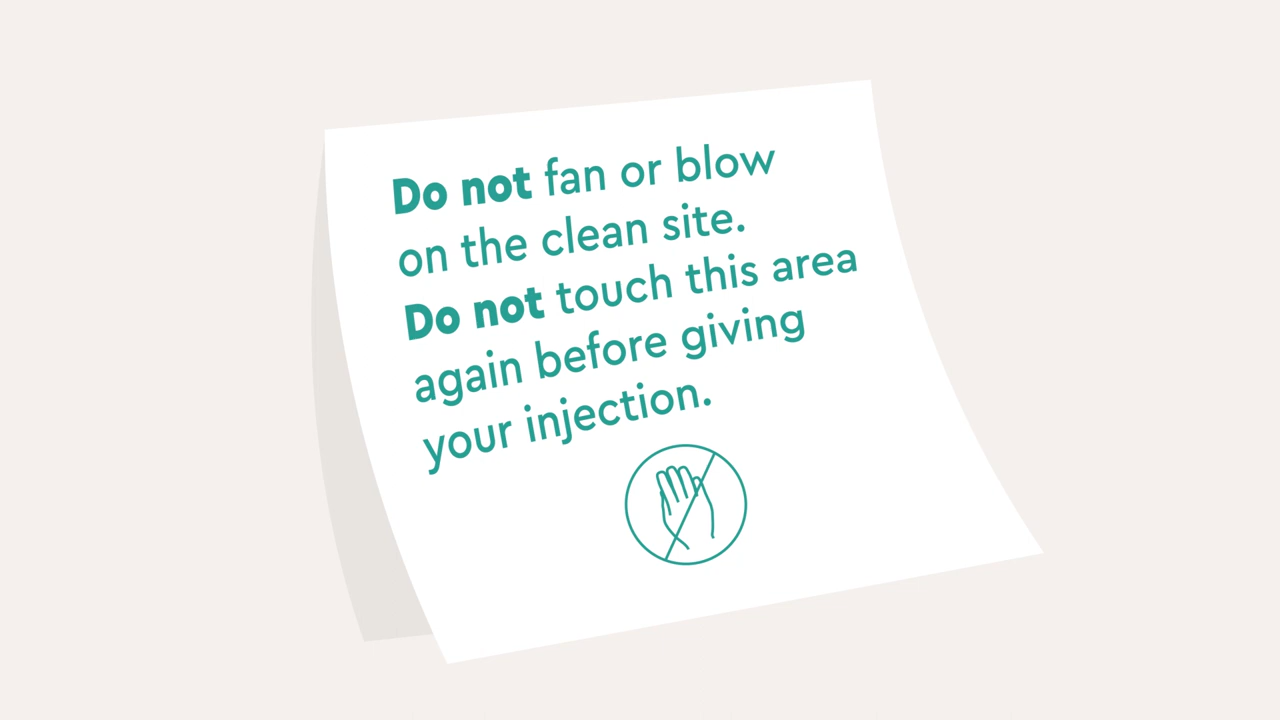 Do not fan or blow
on the clean site.
Do not touch this area
again before giving
your injection.